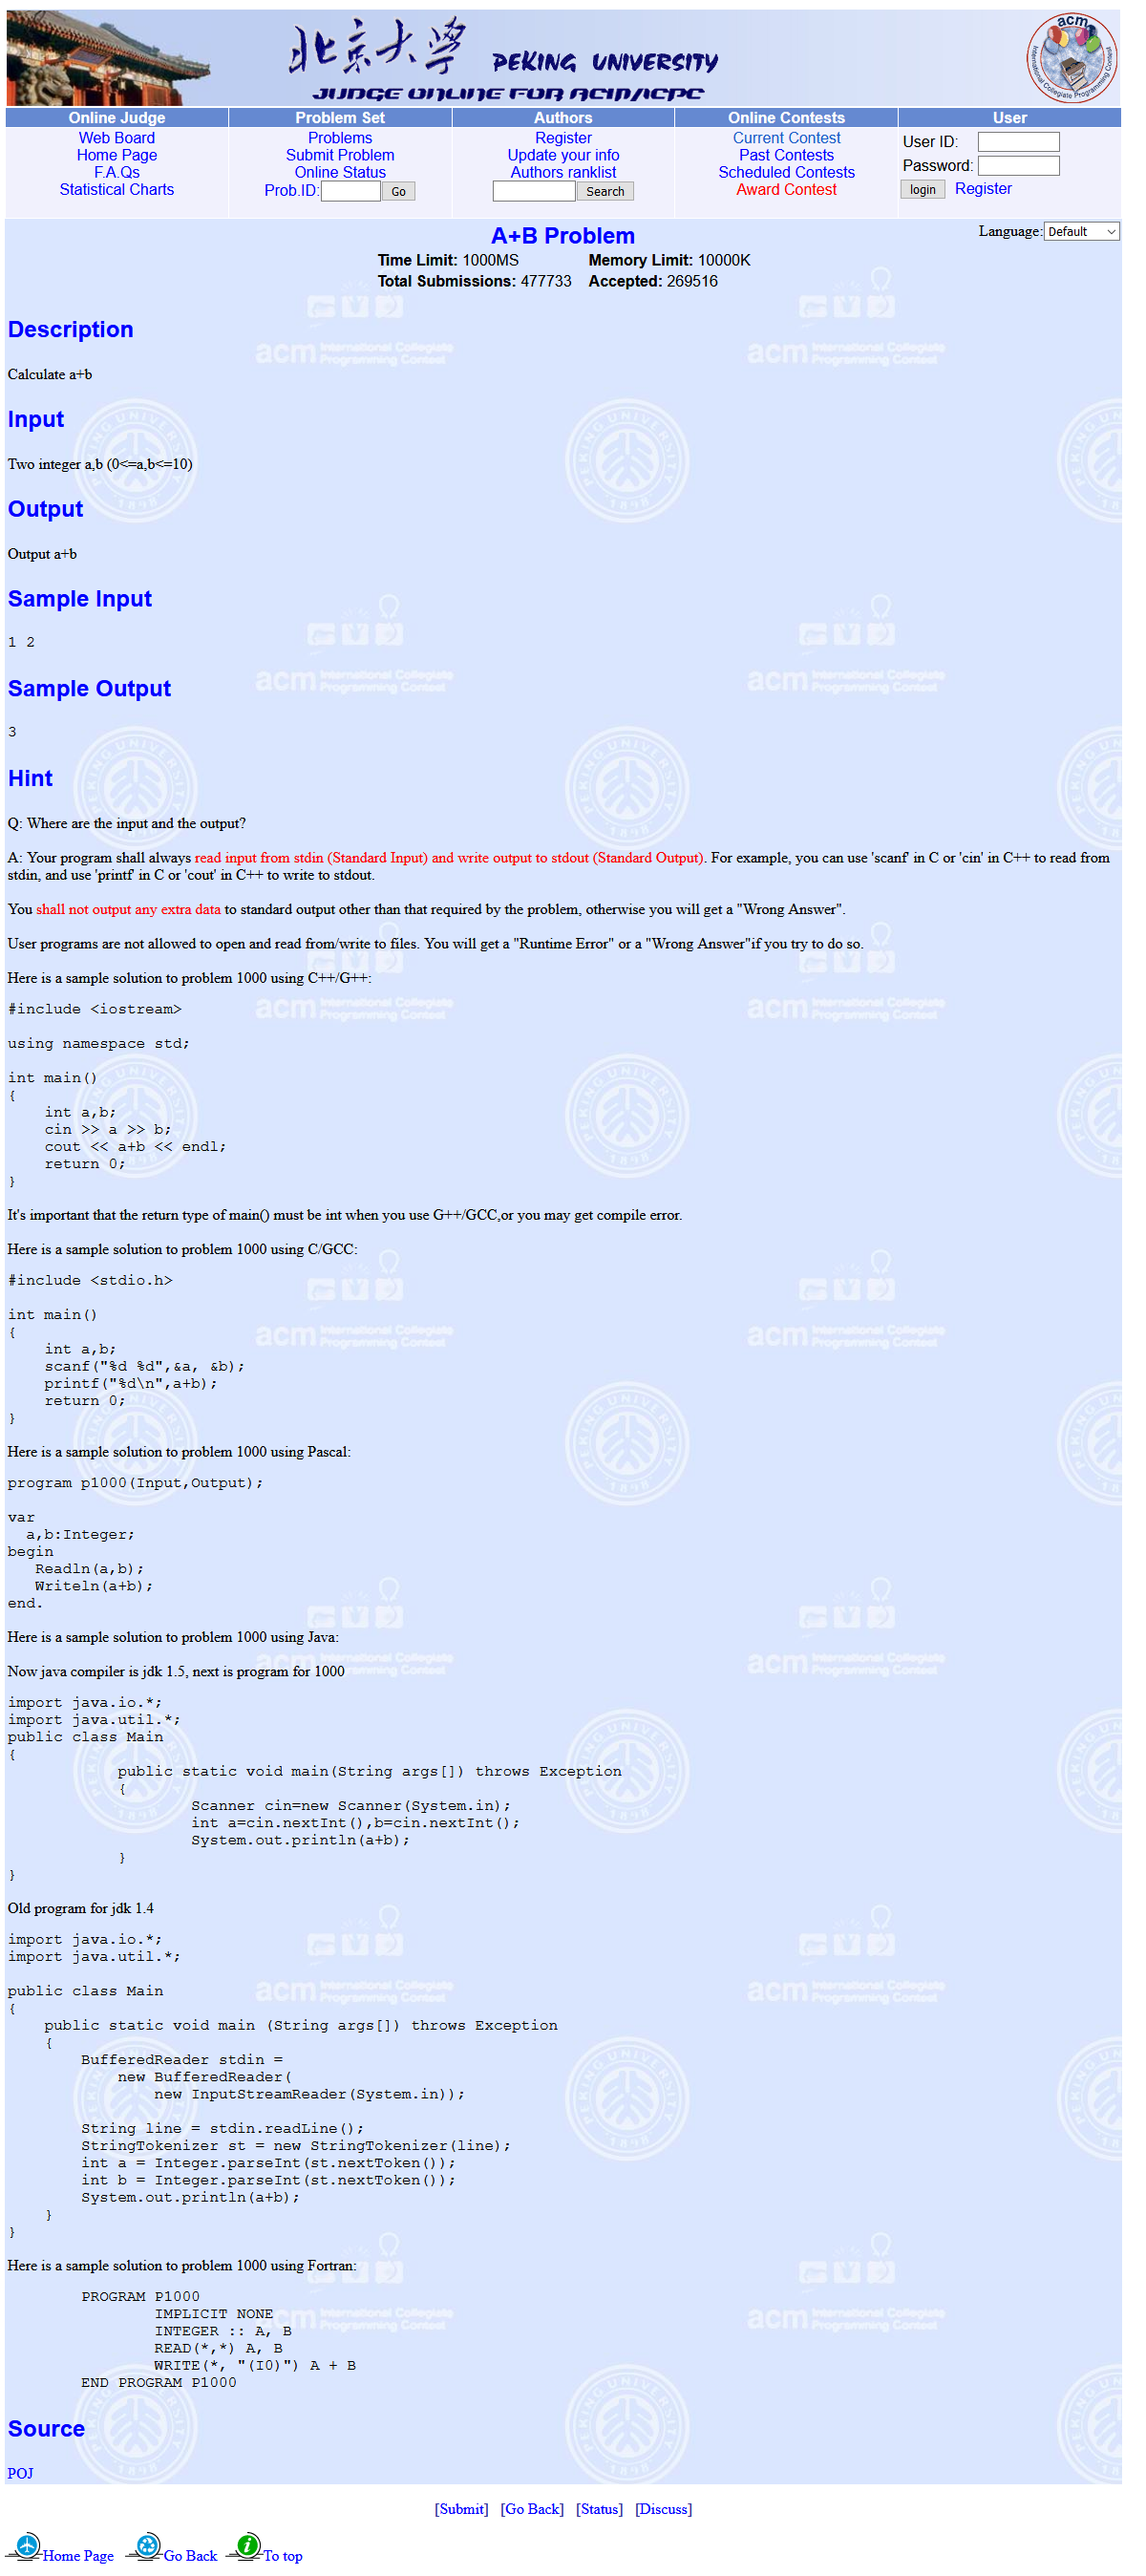 北京大学 PEKING UNIVERSITY
JUDGE ONLINE FOR ACM/ICPC
acm
International Collegiate Programming Contest
Online Judge Problem Set Authors Online Contests User
Web Board Problems Register Current Contest User ID:
Home Page Submit Problem Update your info Past Contests Password:
F.A.Qs Online Status Authors ranklist Scheduled Contests
Statistical Charts Prob.ID: Go Search Award Contest login Register
A+B Problem Language: Default
Time Limit: 1000MS Memory Limit: 10000K
Total Submissions: 477733 Accepted: 269516
Description
Calculate a+b
Input
Two integer a,b (0<=a,b<=10)
Output
Output a+b
Sample Input
1 2
Sample Output
3
Hint
Q: Where are the input and the output?
A: Your program shall always read input from stdin (Standard Input) and write output to stdout (Standard Output). For example, you can use 'scanf' in C or 'cin' in C++ to read from
stdin, and use 'printf' in C or 'cout' in C++ to write to stdout.
You shall not output any extra data to standard output other than that required by the problem, otherwise you will get a "Wrong Answer".
User programs are not allowed to open and read from/write to files. You will get a "Runtime Error" or a "Wrong Answer"if you try to do so.
Here is a sample solution to problem 1000 using C++/G++:
#include <iostream>
using namespace std;
int main()
{
    int a,b;
    cin >> a >> b;
    cout << a+b << endl;
    return 0;
}
It's important that the return type of main() must be int when you use G++/GCC,or you may get compile error.
Here is a sample solution to problem 1000 using C/GCC:
#include <stdio.h>
int main()
{
    int a,b;
    scanf("%d %d",&a, &b);
    printf("%d\n",a+b);
    return 0;
}
Here is a sample solution to problem 1000 using Pascal:
program p1000(Input,Output);
var
  a,b:Integer;
begin
   Readln(a,b);
   Writeln(a+b);
end.
Here is a sample solution to problem 1000 using Java:
Now java compiler is jdk 1.5, next is program for 1000
import java.io.*;
import java.util.*;
public class Main
{
            public static void main(String args[]) throws Exception
            {
                    Scanner cin=new Scanner(System.in);
                    int a=cin.nextInt(),b=cin.nextInt();
                    System.out.println(a+b);
            }
}
Old program for jdk 1.4
import java.io.*;
import java.util.*;
public class Main
{
    public static void main (String args[]) throws Exception
    {
        BufferedReader stdin =
            new BufferedReader(
                new InputStreamReader(System.in));
        String line = stdin.readLine();
        StringTokenizer st = new StringTokenizer(line);
        int a = Integer.parseInt(st.nextToken());
        int b = Integer.parseInt(st.nextToken());
        System.out.println(a+b);
    }
}
Here is a sample solution to problem 1000 using Fortran:
        PROGRAM P1000
                IMPLICIT NONE
                INTEGER :: A, B
                READ(*,*) A, B
                WRITE(*, "(I0)") A + B
        END PROGRAM P1000
Source
POJ
[Submit] [Go Back] [Status] [Discuss]
Home Page Go Back To top